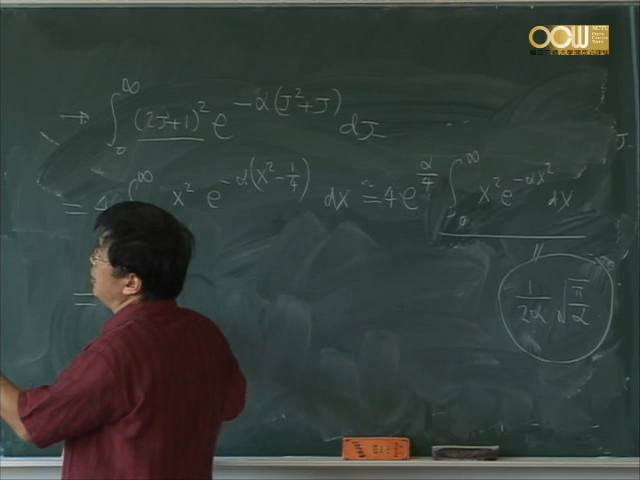 OCW
→ ∫₀^∞ (2J+1)² e^{-α(J²+J)} dJ
= 4 ∫^∞ x² e^{-α(x²-1/4)} dx ≃ 4e^{α/4} ∫₀^∞ x² e^{-αx²} dx
=
1/2α √(π/α)